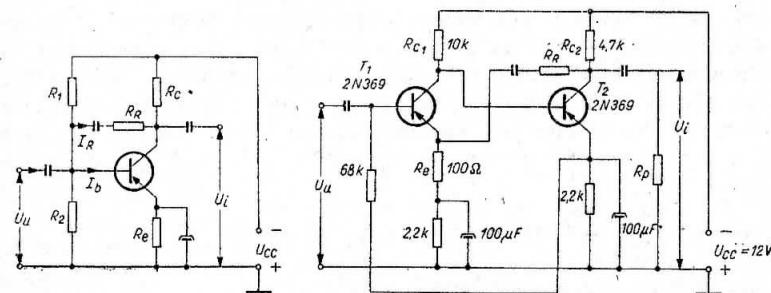 R1
RC
RR
IR
Ib
Uu
R2
Re
Ui
UCC
−
+
RC1
10k
RC2
4,7k
T1
2N369
RR
T2
2N369
Uu
68k
Re
100Ω
2,2k
100μF
2,2k
100μF
Rp
Ui
−
UCC = 12V
+